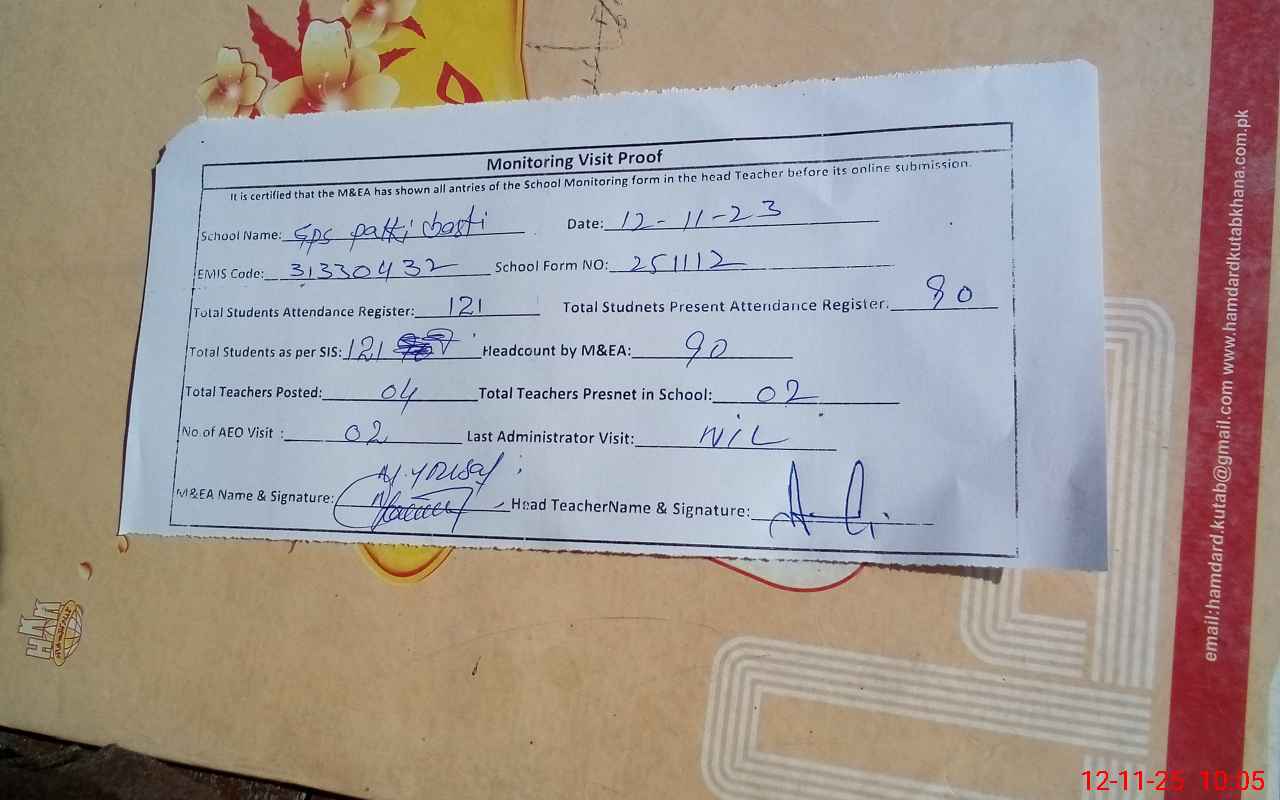 Monitoring Visit Proof
It is certified that the M&EA has shown all antries of the School Monitoring form in the head Teacher before its online submission.
School Name: GPS patti basti Date: 12-11-23
EMIS Code: 31330432 School Form NO: 251112
Total Students Attendance Register: 121 Total Studnets Present Attendance Register. 90
Total Students as per SIS: 121 Headcount by M&EA: 90
Total Teachers Posted: 04 Total Teachers Presnet in School: 02
No.of AEO Visit : 02 Last Administrator Visit: NIL
M.YOUSAF
M&EA Name & Signature: Head TeacherName & Signature:
email:hamdard.kutab@gmail.com www.hamdardkutabkhana.com.pk
12-11-25 10:05